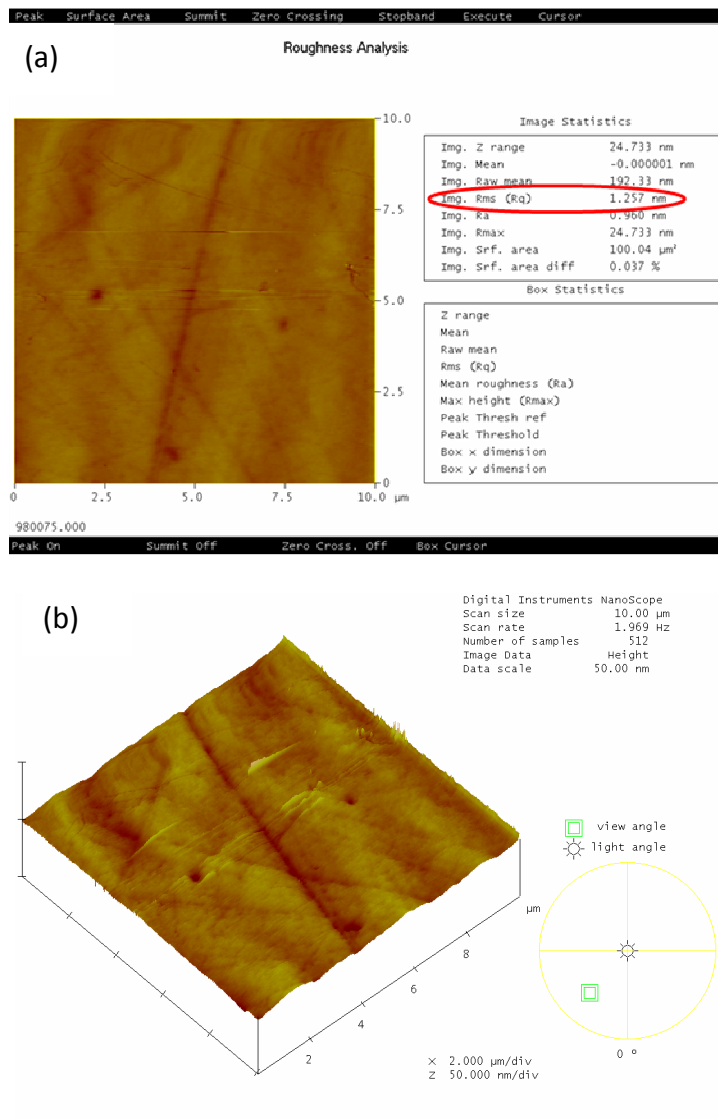 Peak Surface Area Summit Zero Crossing Stopband Execute Cursor
(a)
Roughness Analysis
Image Statistics
Img. Z range 24.733 nm
Img. Mean -0.000001 nm
Img. Raw mean 192.33 nm
Img. Rms (Rq) 1.257 nm
Img. Ra 0.960 nm
Img. Rmax 24.733 nm
Img. Srf. area 100.04 µm²
Img. Srf. area diff 0.037 %
Box Statistics
Z range
Mean
Raw mean
Rms (Rq)
Mean roughness (Ra)
Max height (Rmax)
Peak Thresh ref
Peak Threshold
Box x dimension
Box y dimension
10.0
7.5
5.0
2.5
0
0 2.5 5.0 7.5 10.0 µm
980075.000
Peak On Summit Off Zero Cross. Off Box Cursor
(b)
Digital Instruments NanoScope
Scan size 10.00 µm
Scan rate 1.969 Hz
Number of samples 512
Image Data Height
Data scale 50.00 nm
view angle
light angle
µm
8
6
4
2
X 2.000 µm/div
Z 50.000 nm/div
0 °